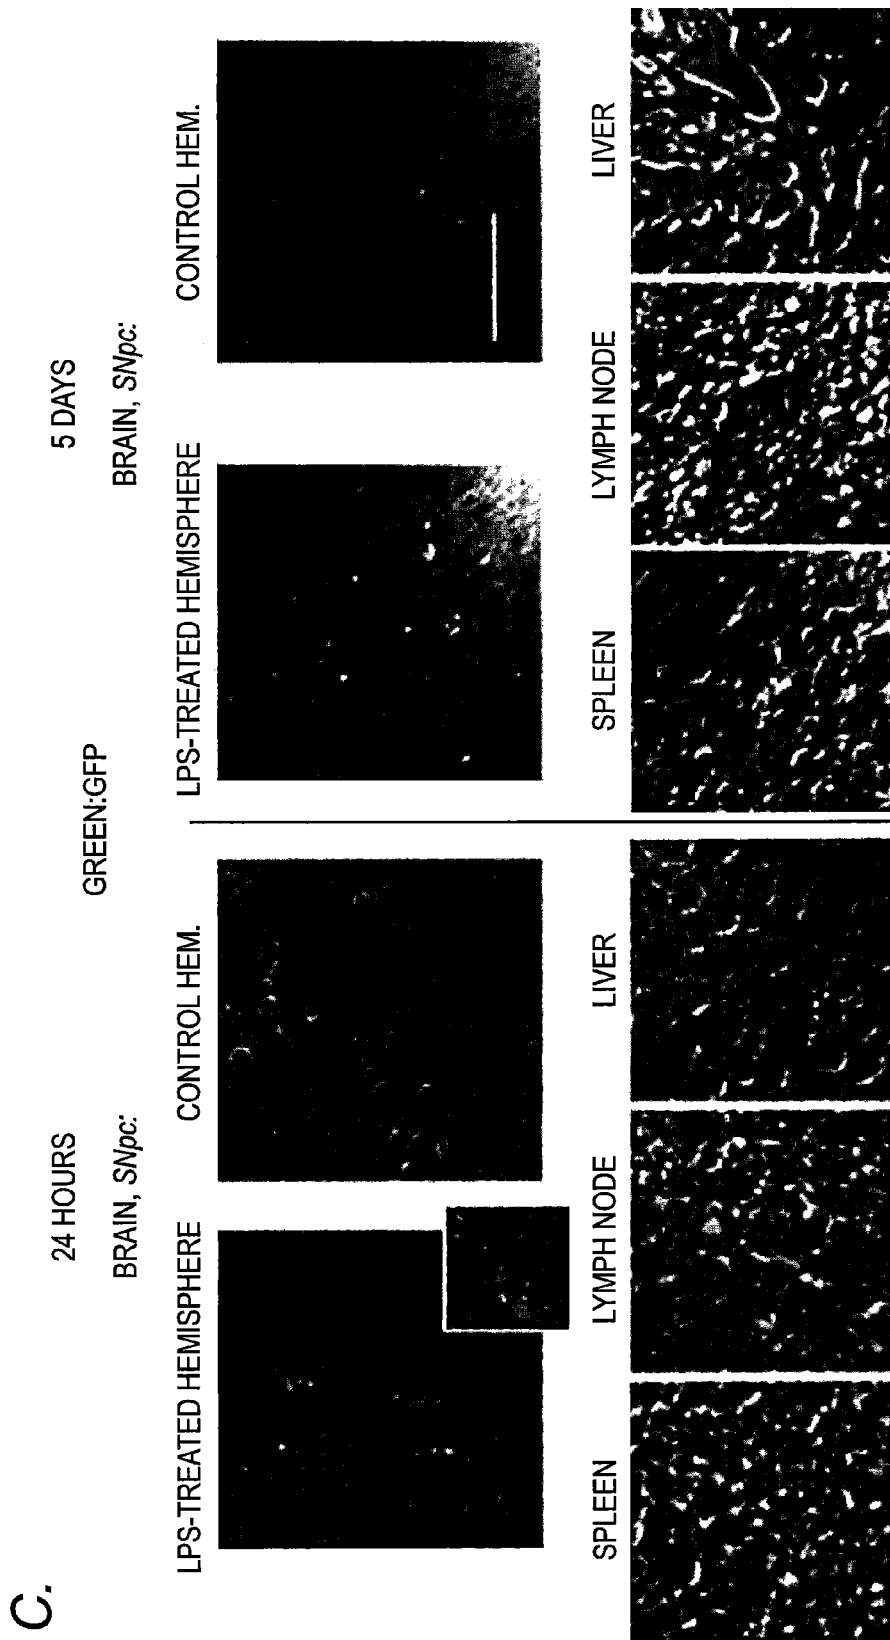 C.
GREEN:GFP
24 HOURS
BRAIN, SNpc:
LPS-TREATED HEMISPHERE
CONTROL HEM.
SPLEEN
LYMPH NODE
LIVER
5 DAYS
BRAIN, SNpc:
LPS-TREATED HEMISPHERE
CONTROL HEM.
SPLEEN
LYMPH NODE
LIVER